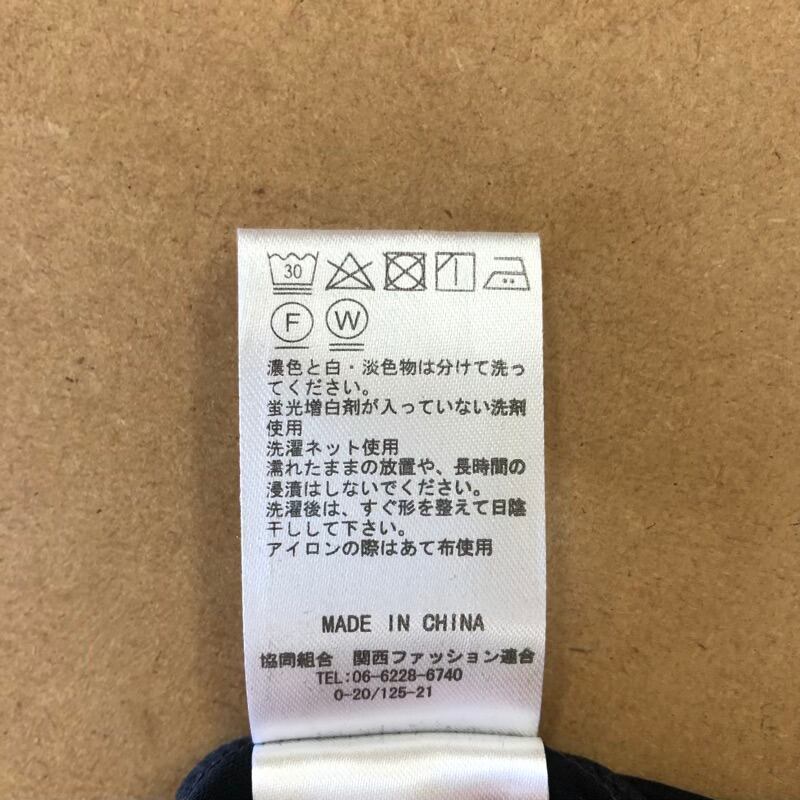 30
F W
濃色と白・淡色物は分けて洗っ
てください。
蛍光増白剤が入っていない洗剤
使用
洗濯ネット使用
濡れたままの放置や、長時間の
浸漬はしないでください。
洗濯後は、すぐ形を整えて日陰
干しして下さい。
アイロンの際はあて布使用
MADE IN CHINA
協同組合 関西ファッション連合
TEL:06-6228-6740
0-20/125-21